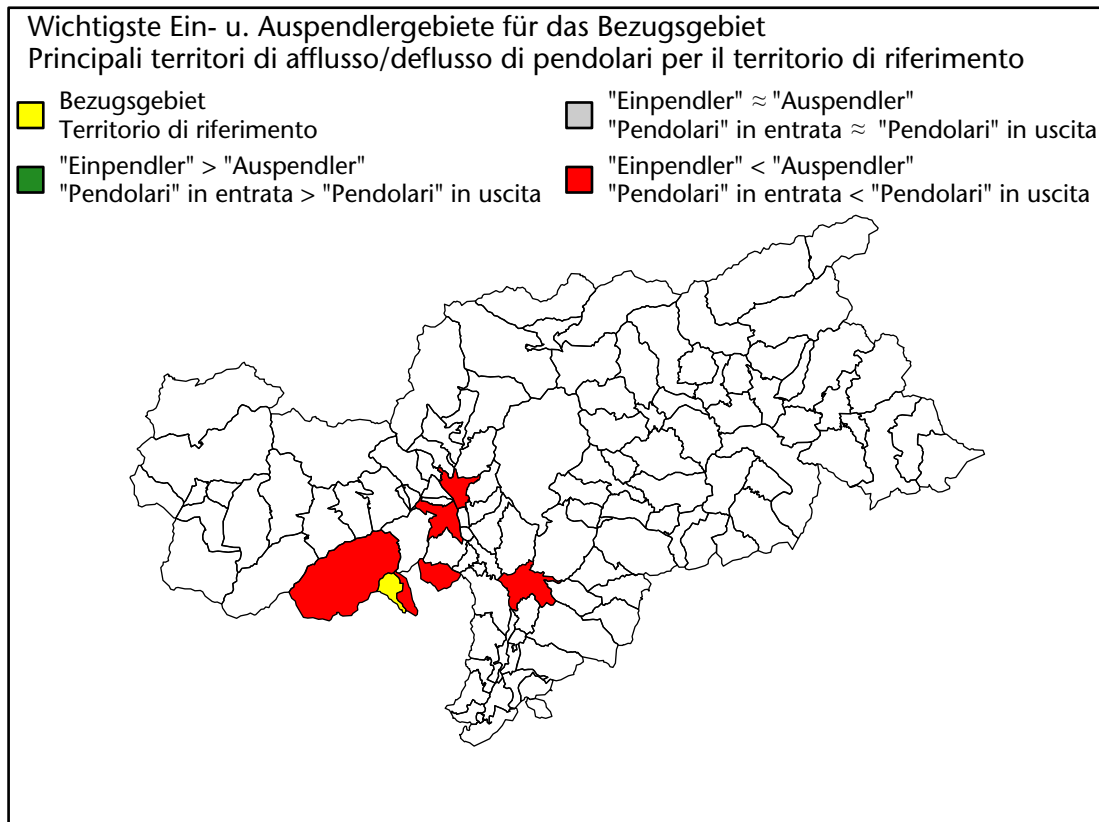 Wichtigste Ein- u. Auspendlergebiete für das Bezugsgebiet
Principali territori di afflusso/deflusso di pendolari per il territorio di riferimento
Bezugsgebiet
Territorio di riferimento
"Einpendler" > "Auspendler"
"Pendolari" in entrata > "Pendolari" in uscita
"Einpendler" ≈ "Auspendler"
"Pendolari" in entrata ≈ "Pendolari" in uscita
"Einpendler" < "Auspendler"
"Pendolari" in entrata < "Pendolari" in uscita